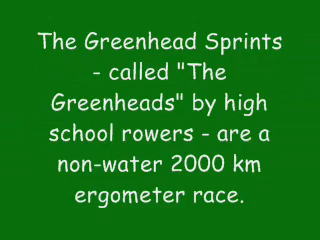 The Greenhead Sprints
- called "The
Greenheads" by high
school rowers - are a
non-water 2000 km
ergometer race.